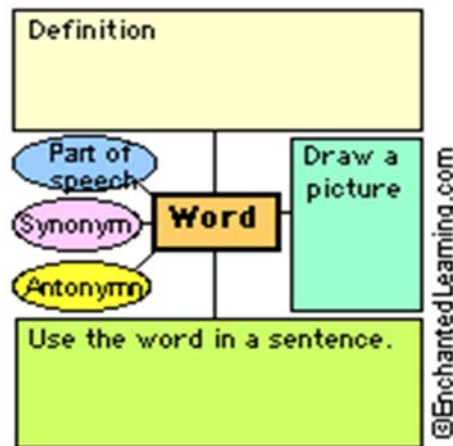 Definition
Part of
speech
Synonym
Antonymn
Word
Draw a
picture
Use the word in a sentence.
©EnchantedLearning.com